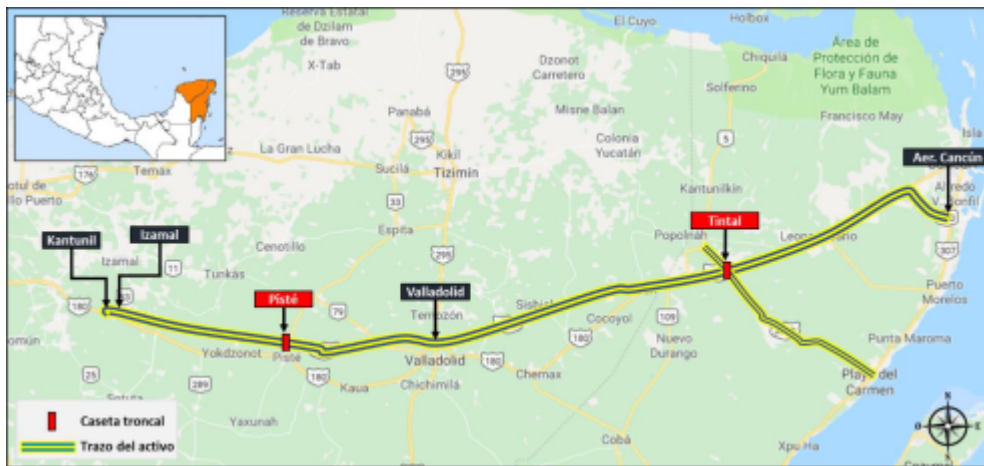 Reserva Estatal
de Dzilam
de Bravo
X-Tab
El Cuyo
Holbox
Chiquilá
Área de
Protección de
Flora y Fauna
Yum Balam
Dzonot
Carretero
Solferino
295
Panabá
Misne Balan
Francisco May
Isla
La Gran Lucha
295
Kikil
Colonia
Yucatán
5
Temax
176
Sucilá
Tizimín
Aer. Cancún
Kantunilkin
Alfredo
33
Espita
Tintal
Kantunil
Izamal
Popolnáh
Izamal
Cenotillo
295
307
11
Tunkás
Valladolid
Puerto
Morelos
Pisté
180
79
Temozón
Cocoyol
109
Nuevo
Durango
Punta Maroma
Yokdzonot
Pisté
Valladolid
180
180
25
289
180
Kaua
Chichimilá
Chemax
Playa del
Carmen
Yaxunah
Cobá
Xpu Ha
Caseta troncal
Trazo del activo
N
E
S